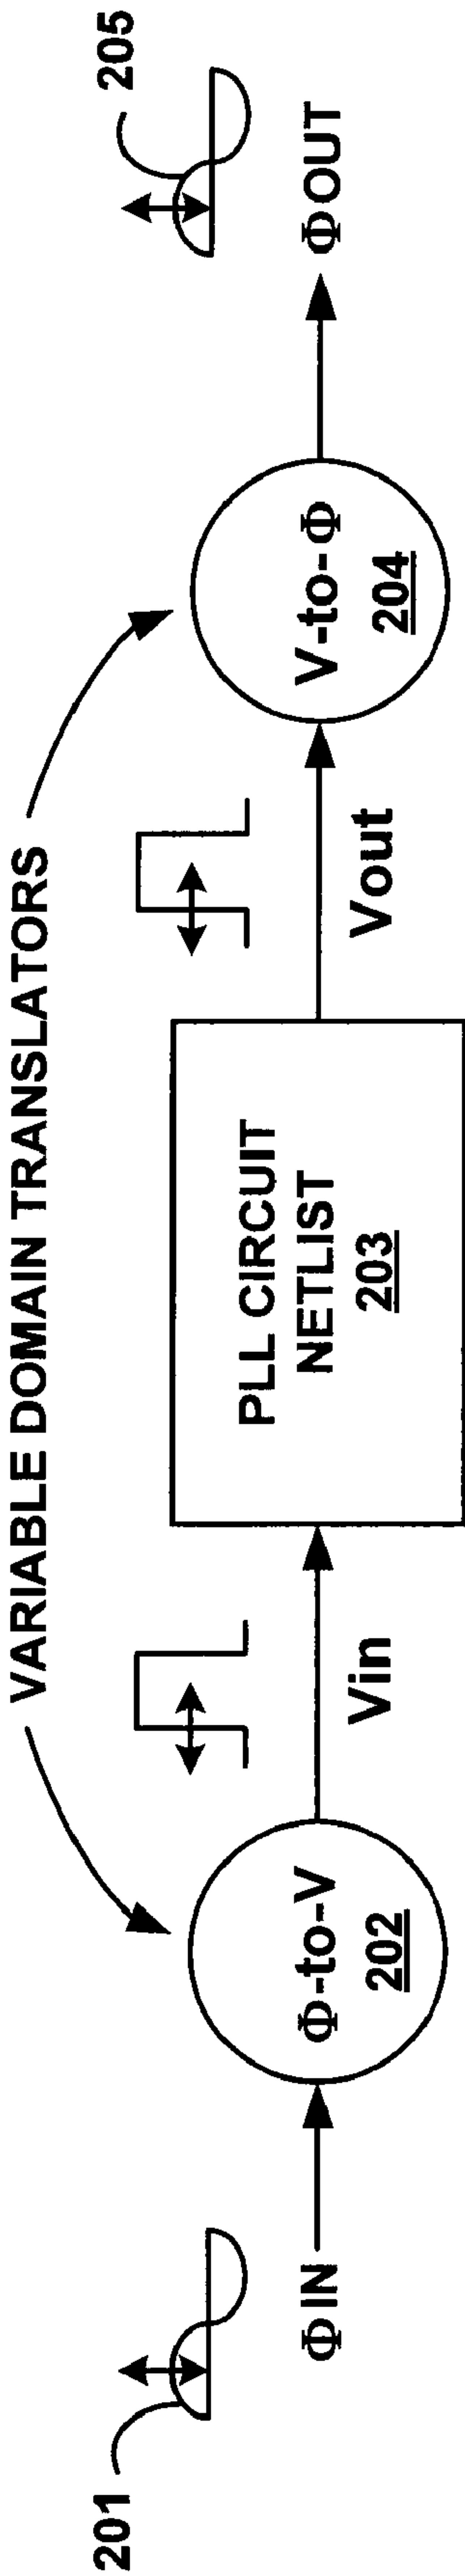 VARIABLE DOMAIN TRANSLATORS
201
205
ΦIN
Φ-to-V
202
Vin
PLL CIRCUIT
NETLIST
203
Vout
V-to-Φ
204
ΦOUT